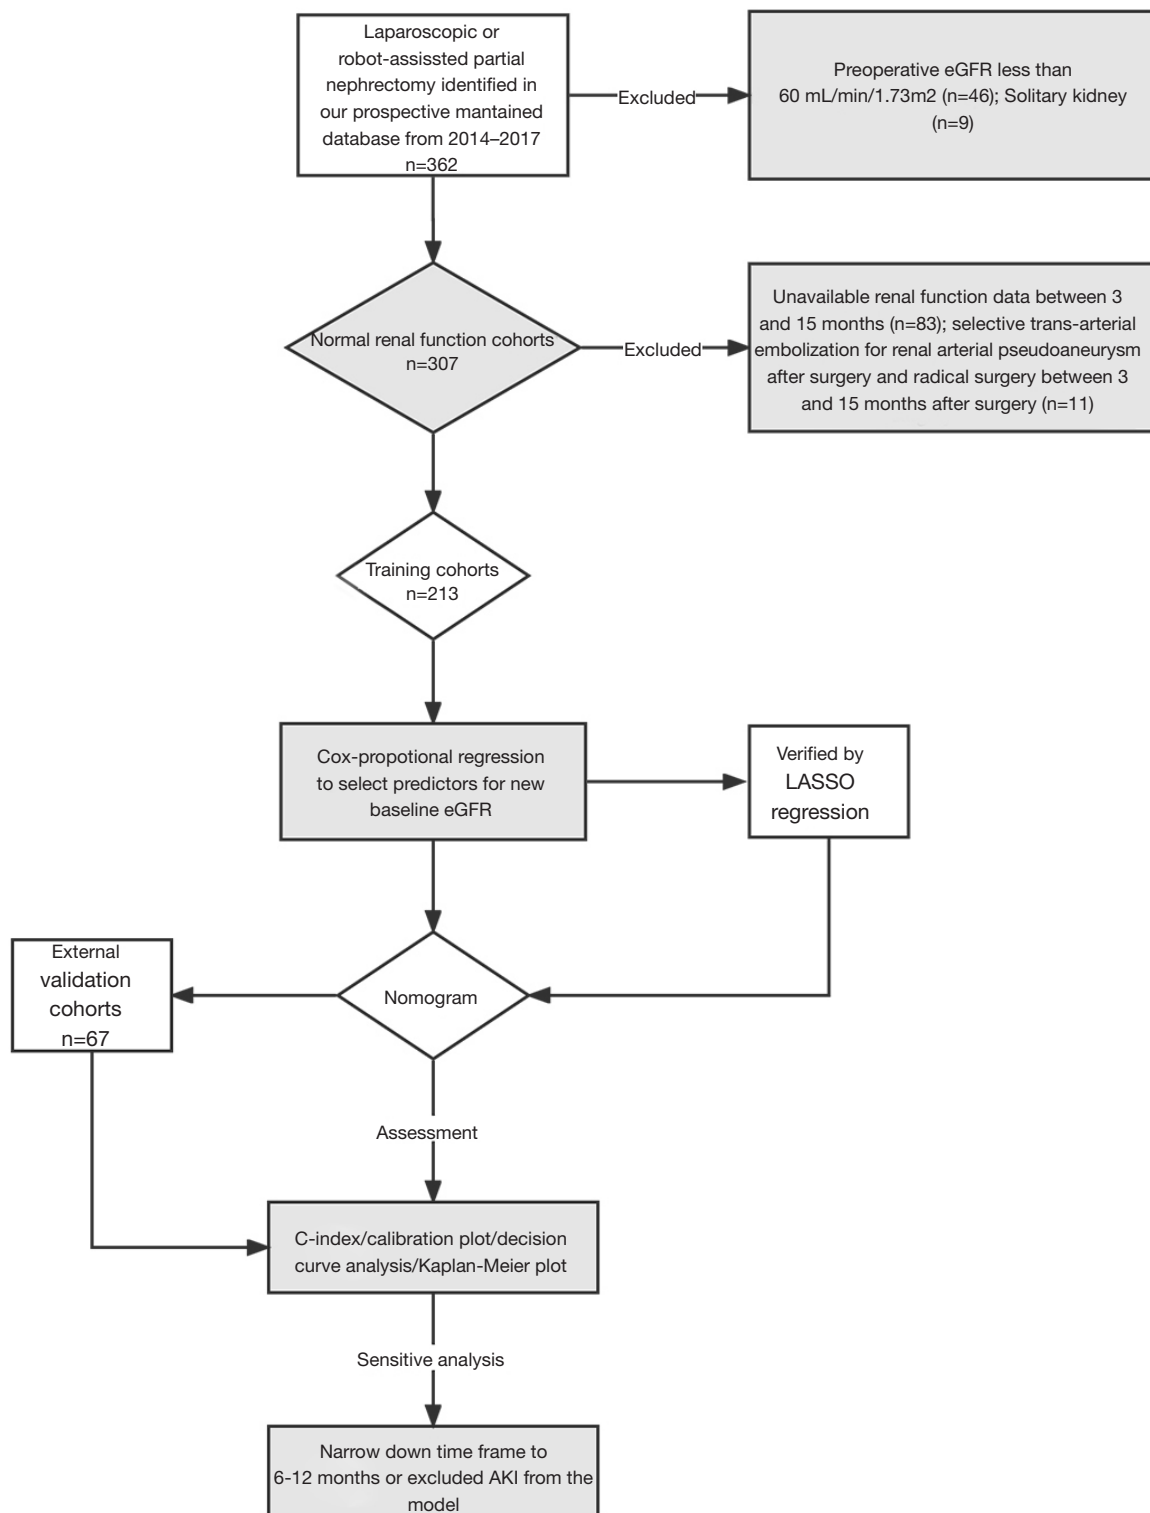 Laparoscopic or
robot-assissted partial
nephrectomy identified in
our prospective mantained
database from 2014–2017
n=362
Excluded
Preoperative eGFR less than
60 mL/min/1.73m2 (n=46); Solitary kidney
(n=9)
Normal renal function cohorts
n=307
Excluded
Unavailable renal function data between 3
and 15 months (n=83); selective trans-arterial
embolization for renal arterial pseudoaneurysm
after surgery and radical surgery between 3
and 15 months after surgery (n=11)
Training cohorts
n=213
Cox-propotional regression
to select predictors for new
baseline eGFR
Verified by
LASSO
regression
External
validation
cohorts
n=67
Nomogram
Assessment
C-index/calibration plot/decision
curve analysis/Kaplan-Meier plot
Sensitive analysis
Narrow down time frame to
6-12 months or excluded AKI from the
model